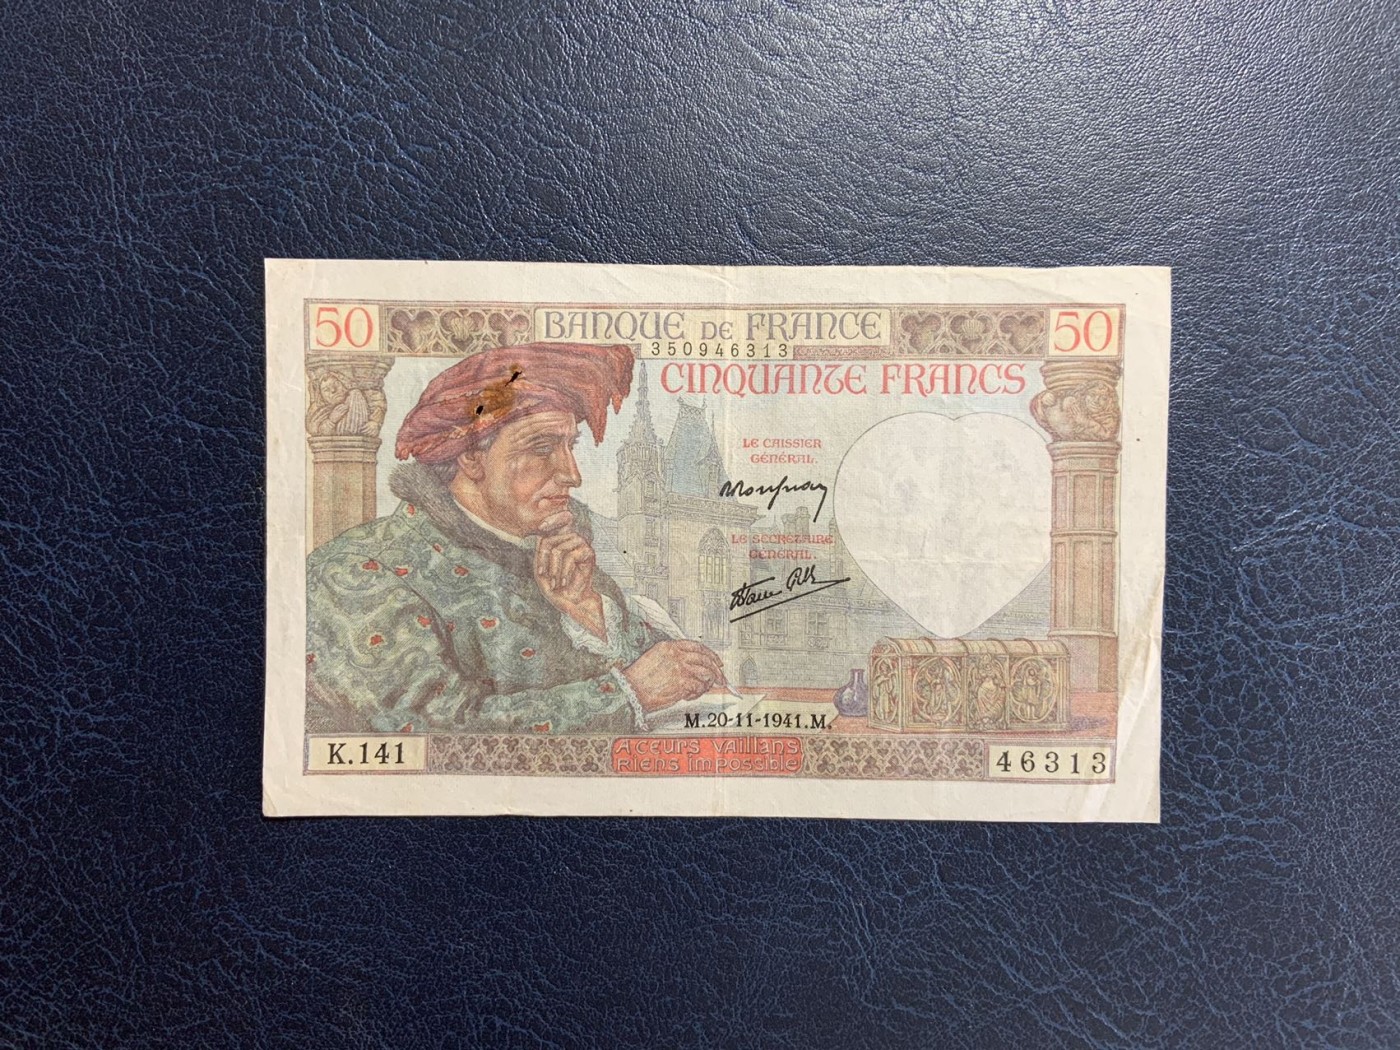 50 BANQUE DE FRANCE 50
350946313
CINQUANTE FRANCS
LE CAISSIER
GÉNÉRAL.
LE SECRÉTAIRE
GÉNÉRAL.
M.20-11-1941.M.
K.141
ACEURS VAILLANS
RIENS IMPOSSIBLE
46313